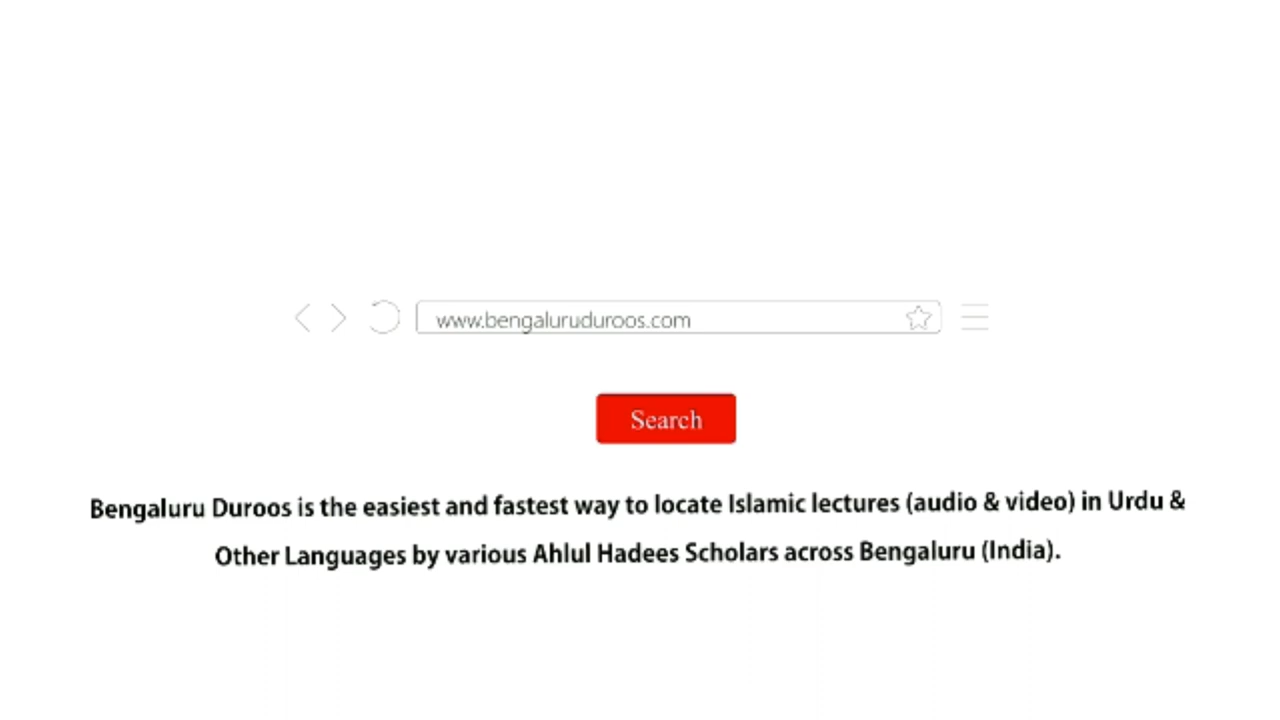 www.bengaluruduroos.com
Search
Bengaluru Duroos is the easiest and fastest way to locate Islamic lectures (audio & video) in Urdu &
Other Languages by various Ahlul Hadees Scholars across Bengaluru (India).